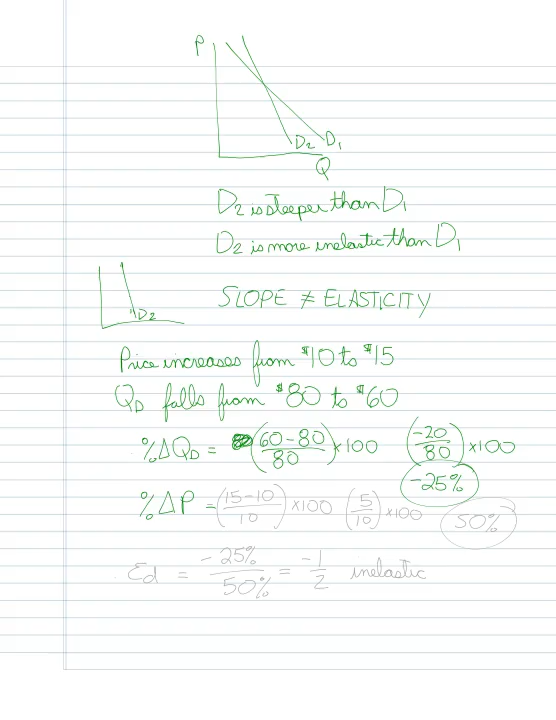 P
D2 D1
Q
D2 is steeper than D1
D2 is more inelastic than D1
D2
SLOPE ≠ ELASTICITY
Price increases from $10 to $15
QD falls from $80 to $60
%ΔQD = (60-80/80) x100 (-20/80) x100
-25%
%ΔP = (15-10/10) x100 (5/10) x100 50%
Ed = -25%/50% = -1/2 inelastic